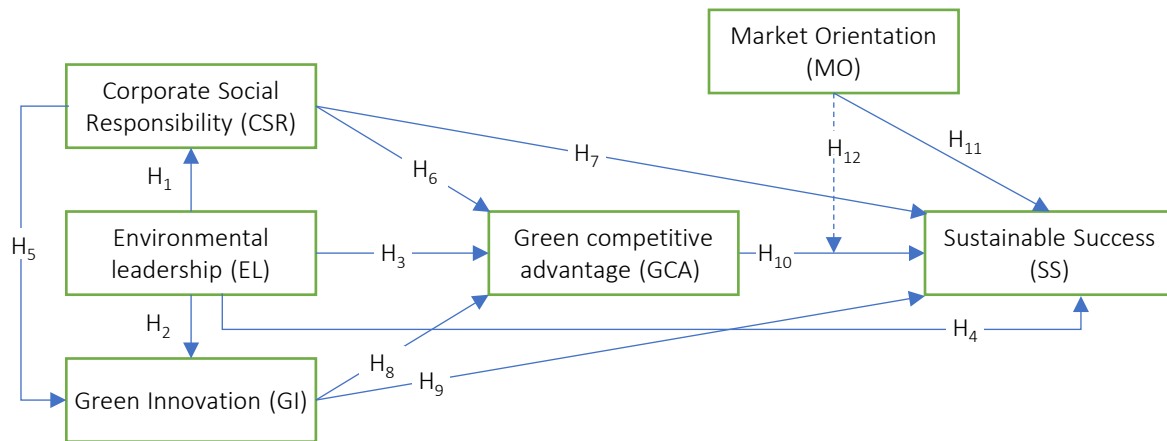 Market Orientation
(MO)
Corporate Social
Responsibility (CSR)
H11
H12
H7
H6
H1
Environmental
leadership (EL)
Green competitive
advantage (GCA)
Sustainable Success
(SS)
H5
H3
H10
H2
H4
H8
H9
Green Innovation (GI)